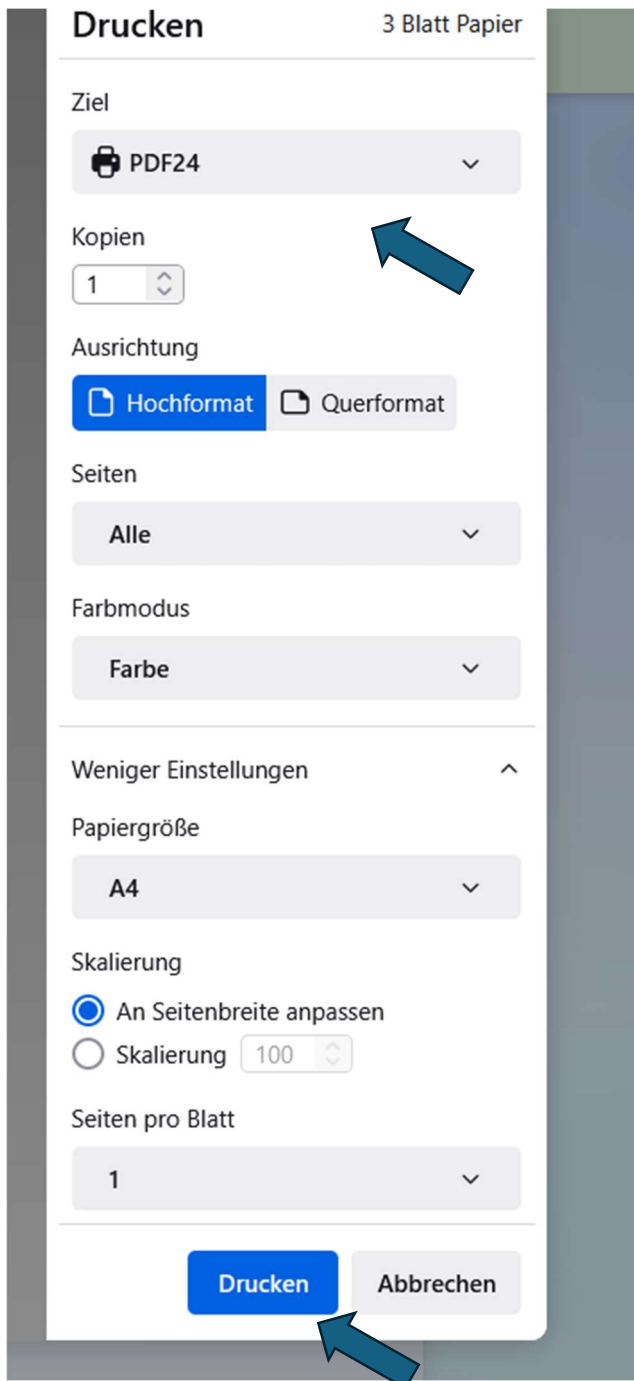 Drucken 3 Blatt Papier
Ziel
PDF24
Kopien
1
Ausrichtung
Hochformat Querformat
Seiten
Alle
Farbmodus
Farbe
Weniger Einstellungen
Papiergröße
A4
Skalierung
An Seitenbreite anpassen
Skalierung 100
Seiten pro Blatt
1
Drucken Abbrechen